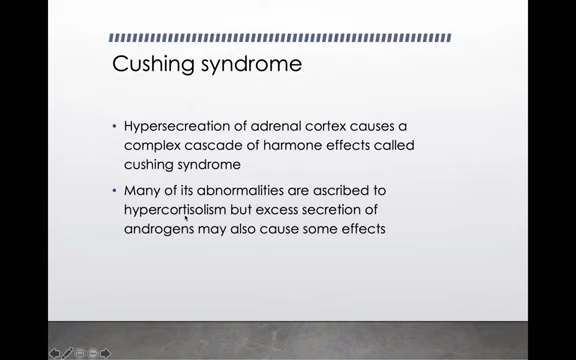 Cushing syndrome
• Hypersecreation of adrenal cortex causes a
complex cascade of harmone effects called
cushing syndrome
• Many of its abnormalities are ascribed to
hypercortisolism but excess secretion of
androgens may also cause some effects